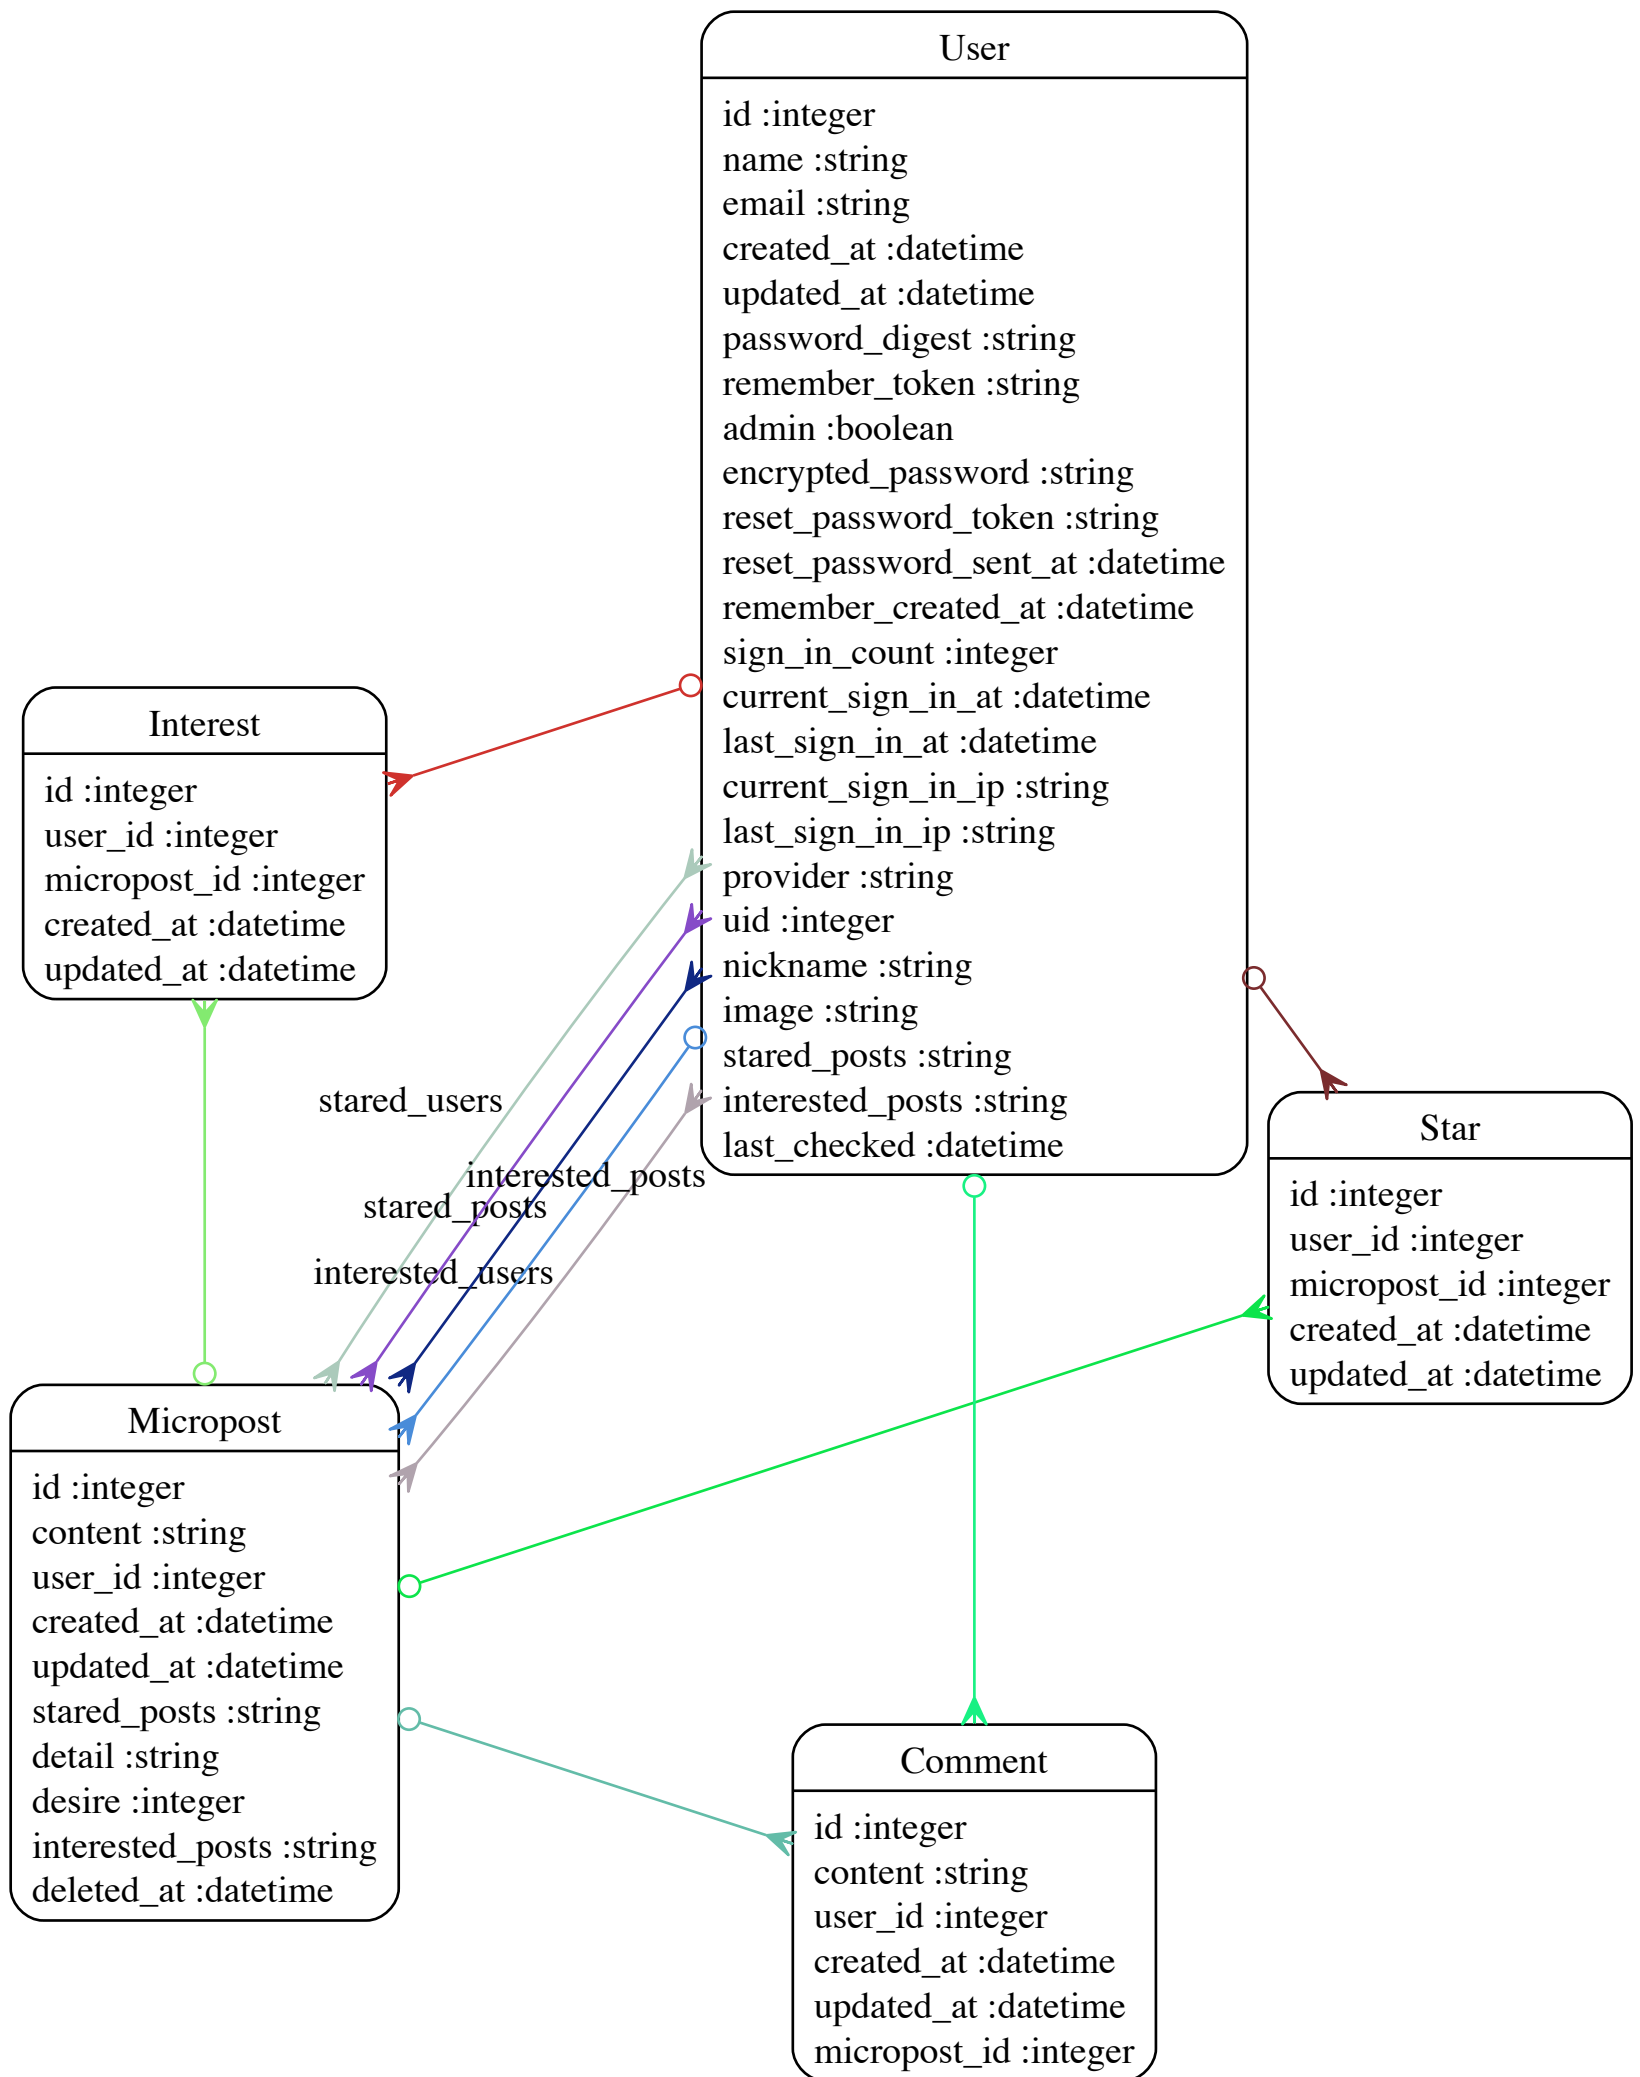 User
id :integer
name :string
email :string
created_at :datetime
updated_at :datetime
password_digest :string
remember_token :string
admin :boolean
encrypted_password :string
reset_password_token :string
reset_password_sent_at :datetime
remember_created_at :datetime
sign_in_count :integer
current_sign_in_at :datetime
last_sign_in_at :datetime
current_sign_in_ip :string
last_sign_in_ip :string
provider :string
uid :integer
nickname :string
image :string
stared_posts :string
interested_posts :string
last_checked :datetime
Interest
id :integer
user_id :integer
micropost_id :integer
created_at :datetime
updated_at :datetime
stared_users
interested_posts
stared_posts
interested_users
Star
id :integer
user_id :integer
micropost_id :integer
created_at :datetime
updated_at :datetime
Micropost
id :integer
content :string
user_id :integer
created_at :datetime
updated_at :datetime
stared_posts :string
detail :string
desire :integer
interested_posts :string
deleted_at :datetime
Comment
id :integer
content :string
user_id :integer
created_at :datetime
updated_at :datetime
micropost_id :integer